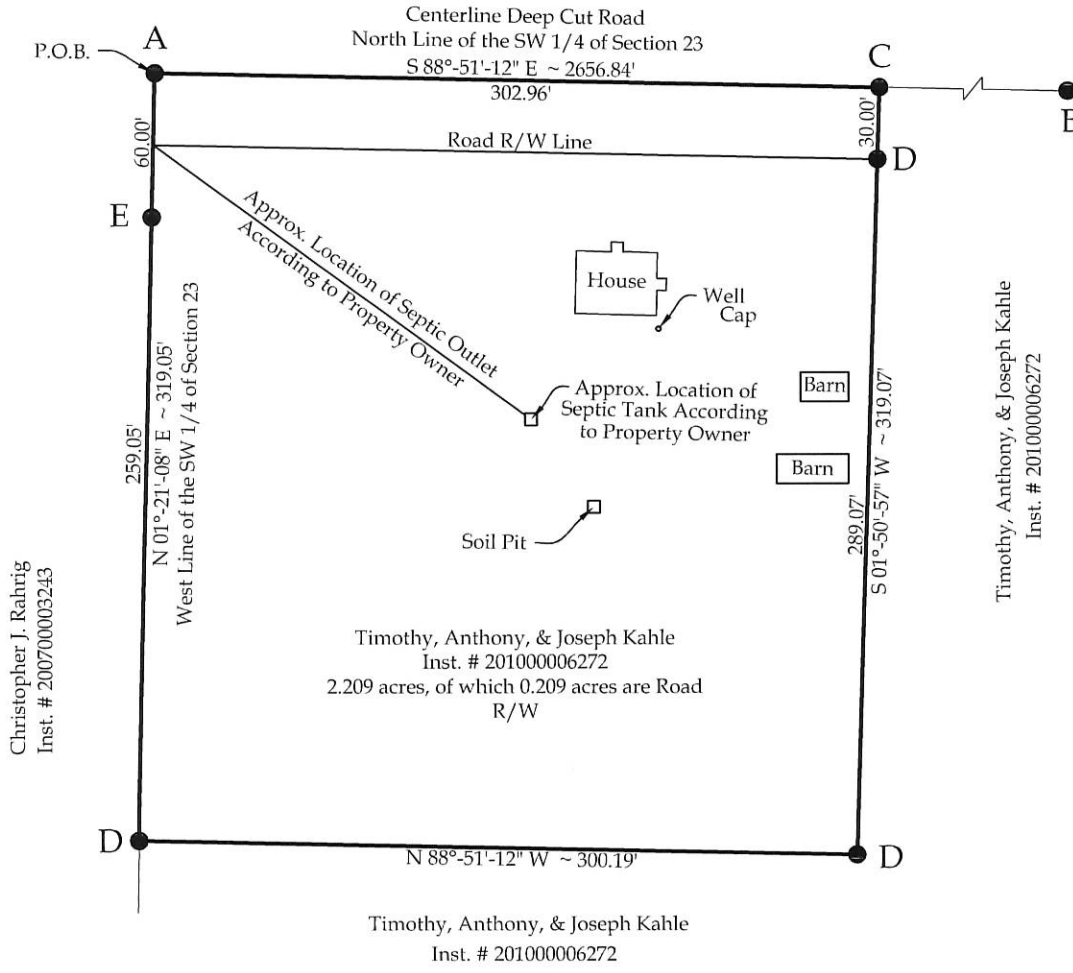 Centerline Deep Cut Road
North Line of the SW 1/4 of Section 23
S 88°-51'-12" E ~ 2656.84'
302.96'
P.O.B.
A
C
B
60.00'
30.00'
Road R/W Line
D
E
Approx. Location of Septic Outlet
According to Property Owner
House
Well
Cap
Barn
Approx. Location of
Septic Tank According
to Property Owner
Barn
Soil Pit
259.05'
N 01°-21'-08" E ~ 319.05'
West Line of the SW 1/4 of Section 23
289.07'
S 01°-50'-57" W ~ 319.07'
Timothy, Anthony, & Joseph Kahle
Inst. # 201000006272
Christopher J. Rahrig
Inst. # 200700003243
Timothy, Anthony, & Joseph Kahle
Inst. # 201000006272
2.209 acres, of which 0.209 acres are Road
R/W
D
N 88°-51'-12" W ~ 300.19'
D
Timothy, Anthony, & Joseph Kahle
Inst. # 201000006272